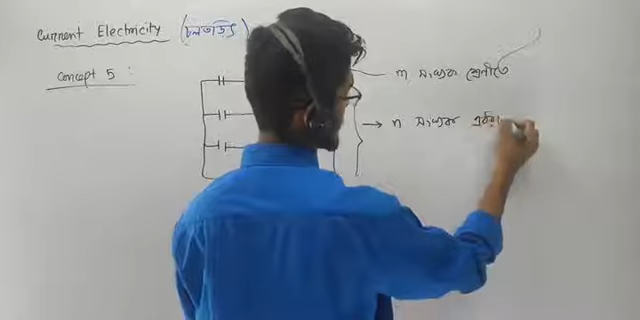 Current Electricity (চলতড়িৎ)
Concept 5 :
m সংখ্যক শ্রেণীতে
→ n সংখ্যক